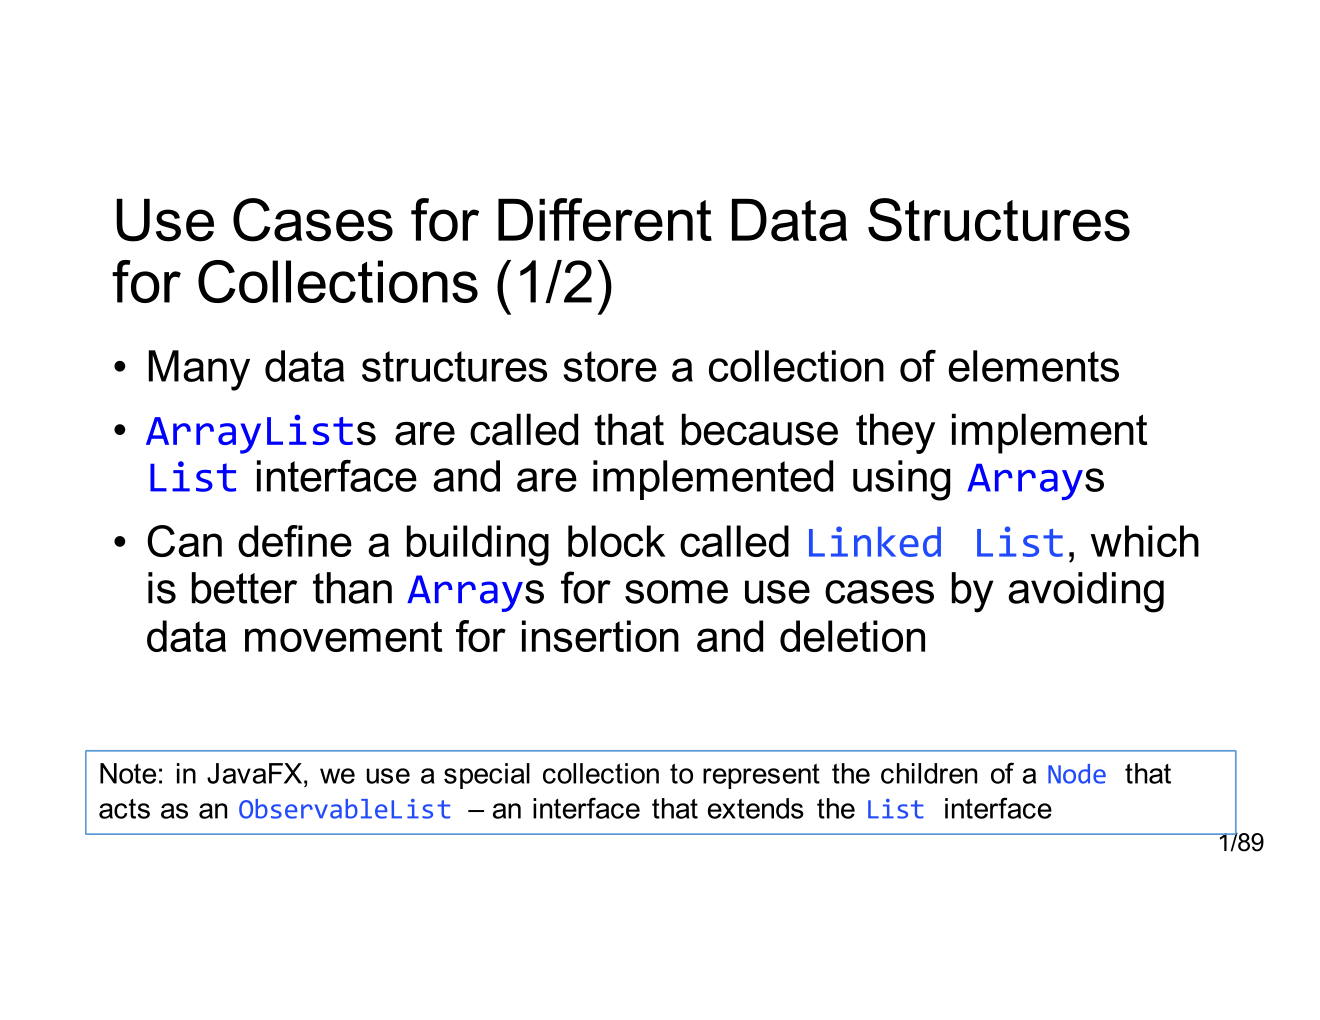 Use Cases for Different Data Structures
for Collections (1/2)
• Many data structures store a collection of elements
• ArrayLists are called that because they implement
List interface and are implemented using Arrays
• Can define a building block called Linked List, which
is better than Arrays for some use cases by avoiding
data movement for insertion and deletion
Note: in JavaFX, we use a special collection to represent the children of a Node that
acts as an ObservableList – an interface that extends the List interface
1/89